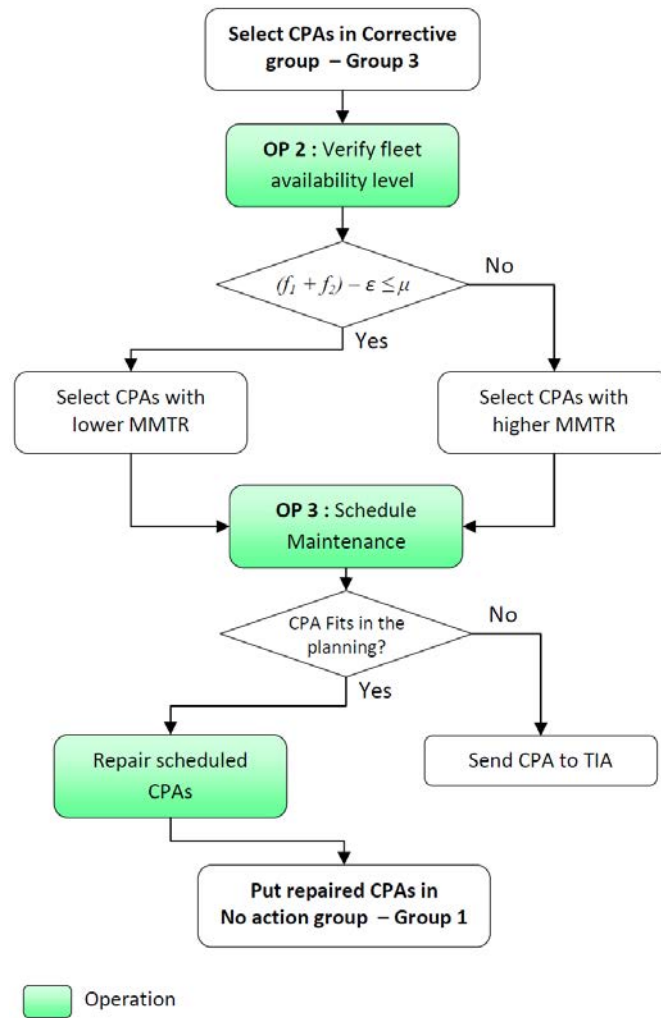 Select CPAs in Corrective
group – Group 3
OP 2 : Verify fleet
availability level
(f₁ + f₂) – ε ≤ μ
No
Yes
Select CPAs with
lower MMTR
Select CPAs with
higher MMTR
OP 3 : Schedule
Maintenance
CPA Fits in the
planning?
No
Yes
Repair scheduled
CPAs
Send CPA to TIA
Put repaired CPAs in
No action group – Group 1
Operation